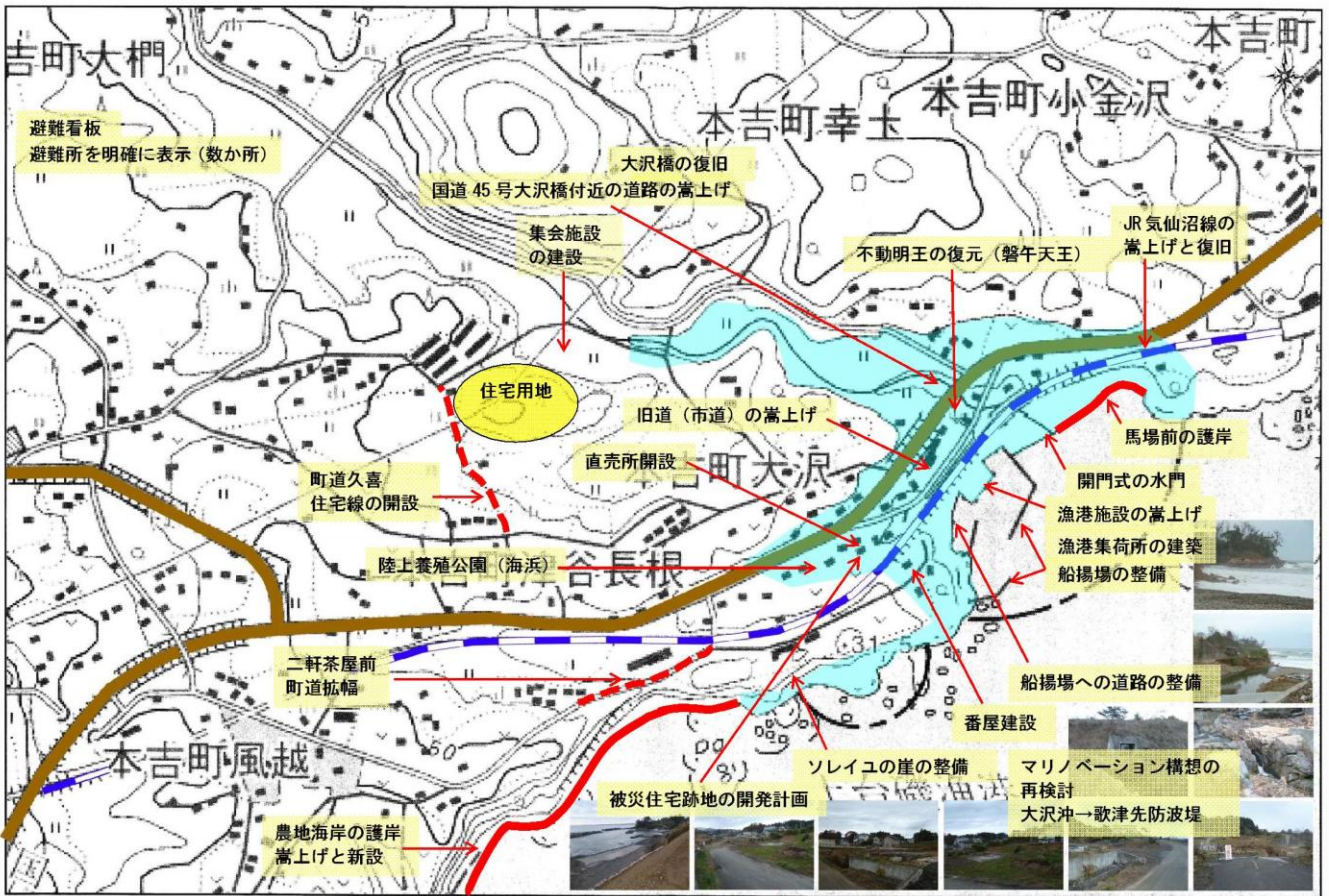 本吉町
吉町大椚
本吉町小金沢
本吉町幸土
避難看板
避難所を明確に表示（数か所）
大沢橋の復旧
国道45号大沢橋付近の道路の嵩上げ
集会施設
の建設
JR気仙沼線の
嵩上げと復旧
不動明王の復元（磐午天王）
住宅用地
旧道（市道）の嵩上げ
馬場前の護岸
直売所開設
本吉町大沢
町道久喜
住宅線の開設
開門式の水門
漁港施設の嵩上げ
漁港集荷所の建築
船揚場の整備
陸上養殖公園（海浜）
本吉町津谷長根
31.5
二軒茶屋前
町道拡幅
船揚場への道路の整備
番屋建設
50
本吉町風越
ソレイユの崖の整備
マリノベーション構想の
再検討
大沢沖→歌津先防波堤
被災住宅跡地の開発計画
農地海岸の護岸
嵩上げと新設